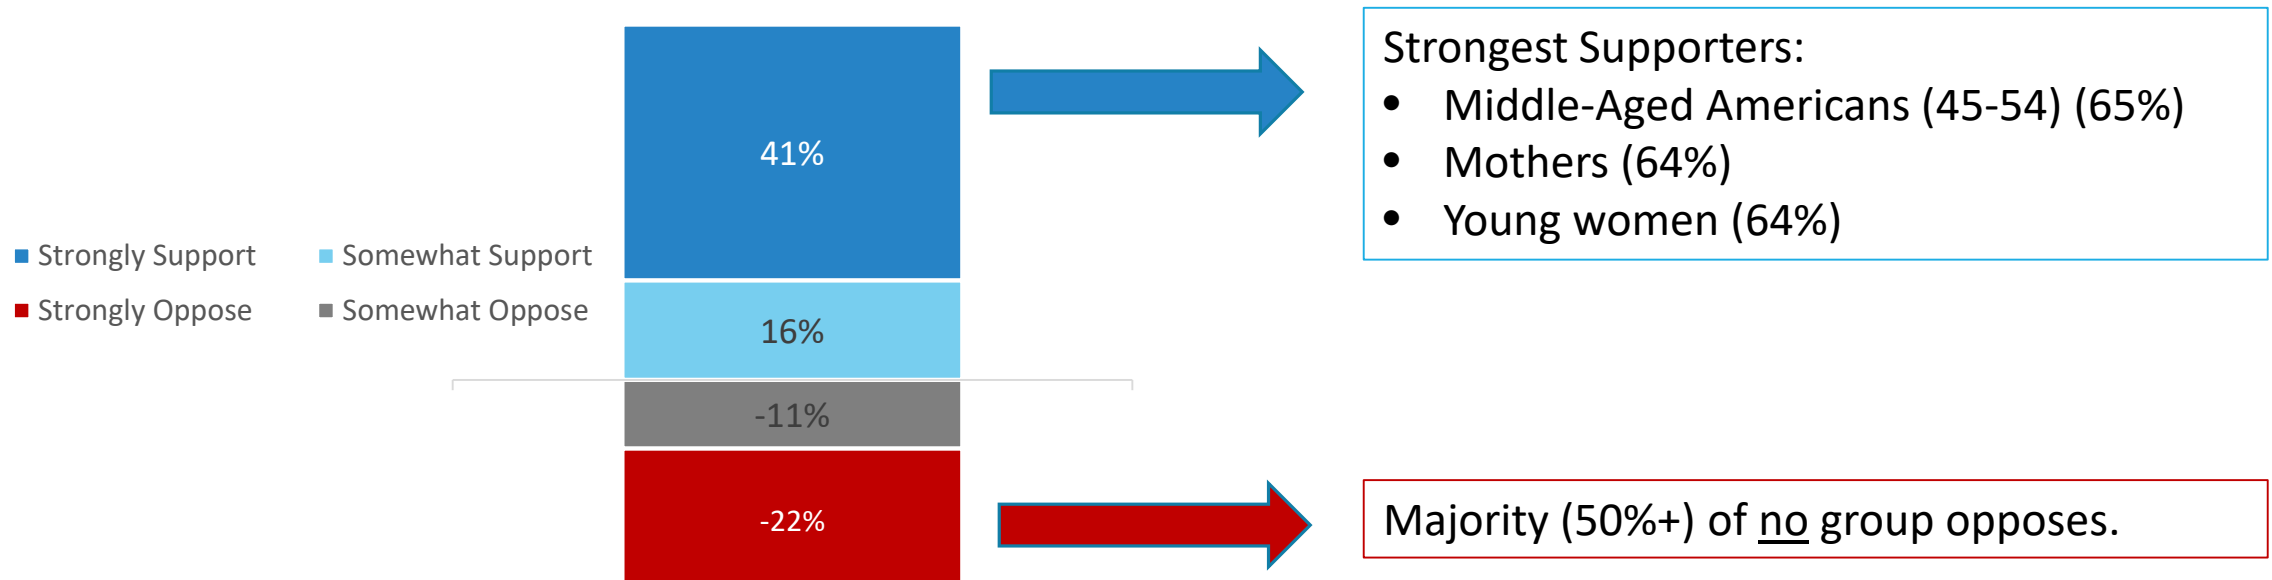 Strongly Support
Somewhat Support
Strongly Oppose
Somewhat Oppose
41%
16%
-11%
-22%
Strongest Supporters:
• Middle-Aged Americans (45-54) (65%)
• Mothers (64%)
• Young women (64%)
Majority (50%+) of no group opposes.